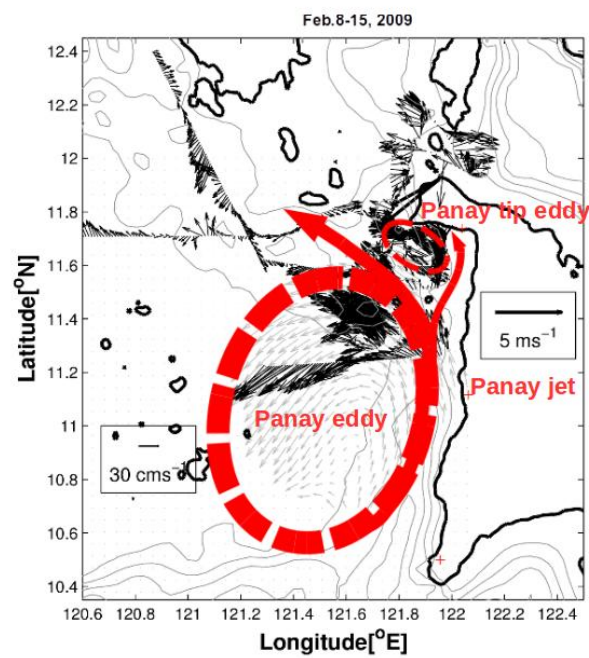 Feb.8-15, 2009
12.4
12.2
12
11.8
11.6
11.4
11.2
11
10.8
10.6
10.4
Latitude[°N]
Panay tip eddy
5 ms⁻¹
Panay jet
Panay eddy
30 cms⁻¹
120.6 120.8 121 121.2 121.4 121.6 121.8 122 122.2 122.4
Longitude[°E]